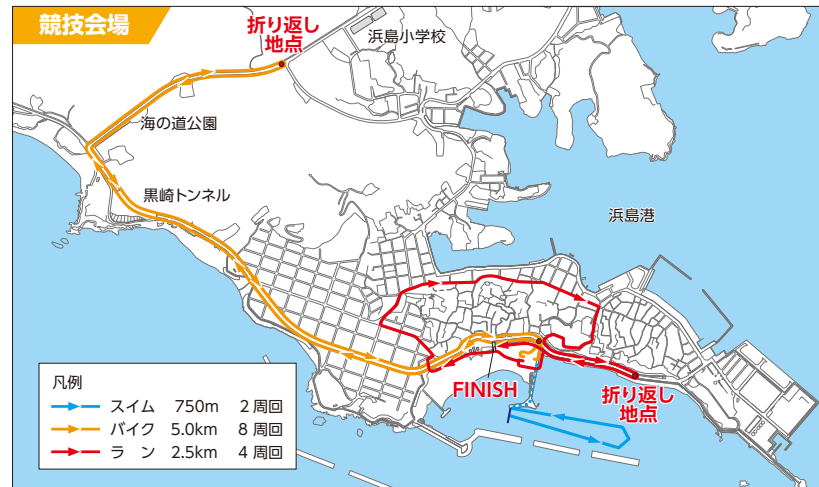 競技会場
折り返し
地点
浜島小学校
海の道公園
黒崎トンネル
浜島港
FINISH
折り返し
地点
凡例
スイム 750m 2 周回
バイク 5.0km 8 周回
ラン 2.5km 4 周回